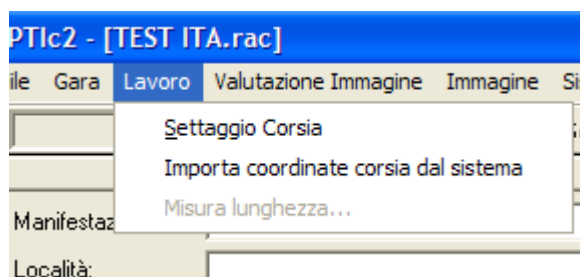 PTIc2 - [TEST ITA.rac]
ile Gara Lavoro Valutazione Immagine Immagine Sis
Settaggio Corsia
Importa coordinate corsia dal sistema
Misura lunghezza...
Manifestaz
Località: